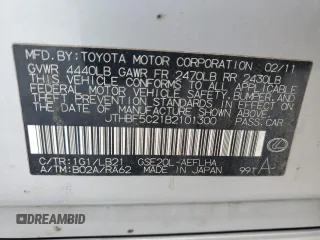 MFD.BY:TOYOTA MOTOR CORPORATION 02/11
GVWR 4440LB GAWR FR 2470LB RR 2430LB
THIS VEHICLE CONFORMS TO ALL APPLICABLE
FEDERAL MOTOR VEHICLE SAFETY, BUMPER, AND
THEFT PREVENTION STANDARDS IN EFFECT ON
THE DATE OF MANUFACTURE SHOWN ABOVE.
JTHBF5C21B2101300 PASSENGER CAR
C/TR:1G1/LB21 GSE20L-AEFLHA
A/TM:B02A/RA62 MADE IN JAPAN 991 A